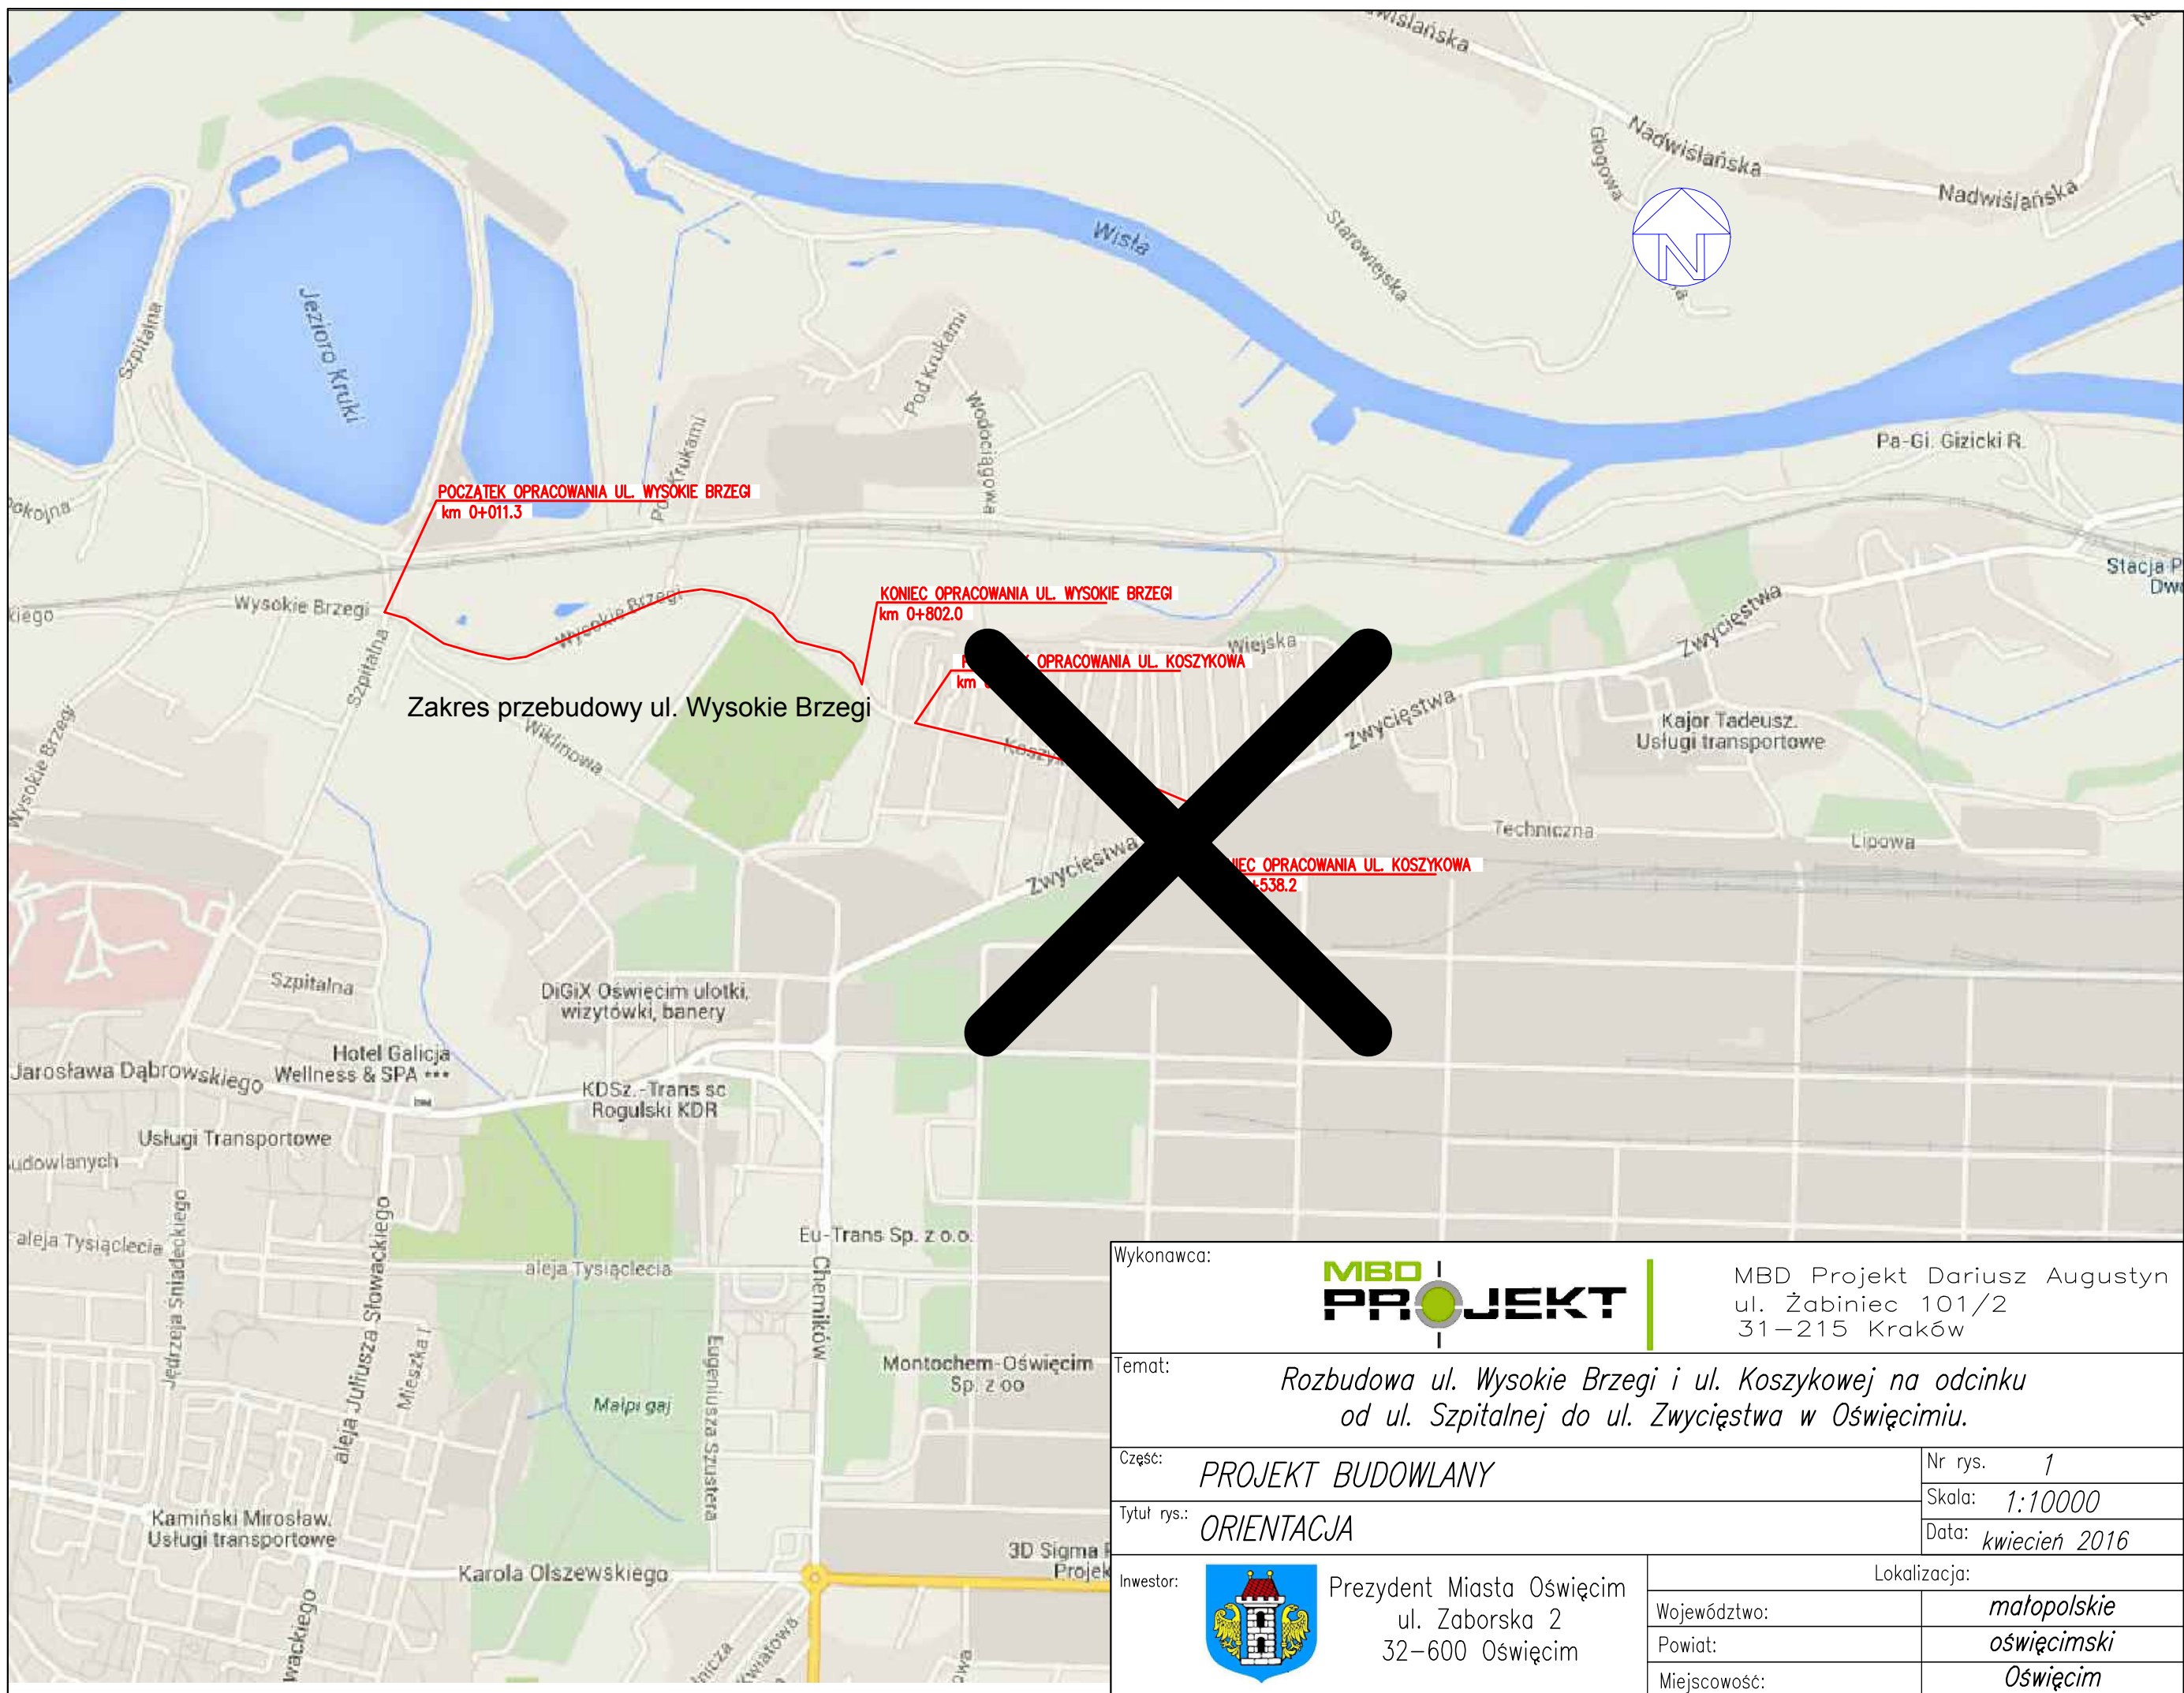 Nadwiślańska
Głogowa
Nadwiślańska
Nadwiślańska
N
Wisła
Starowiejska
Szpitalna
Jezioro Kruki
Pod Krukami
Wodociągowa
Pa-Gi. Gizicki R.
POCZĄTEK OPRACOWANIA UL. WYSOKIE BRZEGI
km 0+011.3
Wysokie Brzegi
Wysokie Brzegi
KONIEC OPRACOWANIA UL. WYSOKIE BRZEGI
km 0+802.0
OPRACOWANIA UL. KOSZYKOWA
km
Wiejska
Zwycięstwa
Szpitalna
Zakres przebudowy ul. Wysokie Brzegi
Wiklinowa
Wysokie Brzegi
Zwycięstwa
Kajor Tadeusz.
Usługi transportowe
Techniczna
Lipowa
Zwycięstwa
OPRACOWANIA UL. KOSZYKOWA
538.2
Szpitalna
DiGiX Oświęcim ulotki,
wizytówki, banery
Hotel Galicja
Wellness & SPA ***
Jarosława Dąbrowskiego
KDSz.-Trans sc
Rogulski KDR
Usługi Transportowe
aleja Tysiąclecia
Jędrzeja Śniadeckiego
aleja Juliusza Słowackiego
Mieszka I
aleja Tysiąclecia
Eu-Trans Sp. z o.o.
Chemików
Eugeniusza Szustera
Małpi gaj
Montochem-Oświęcim
Sp. z oo
Kamiński Mirosław.
Usługi transportowe
Karola Olszewskiego
3D Sigma
Kwiatowa
Wykonawca:
MBD
PROJEKT
MBD Projekt Dariusz Augustyn
ul. Żabiniec 101/2
31-215 Kraków
Temat:
Rozbudowa ul. Wysokie Brzegi i ul. Koszykowej na odcinku
od ul. Szpitalnej do ul. Zwycięstwa w Oświęcimiu.
Część: PROJEKT BUDOWLANY
Nr rys. 1
Skala: 1:10000
Tytuł rys.: ORIENTACJA
Data: kwiecień 2016
Inwestor:
Prezydent Miasta Oświęcim
ul. Zaborska 2
32-600 Oświęcim
Lokalizacja:
Województwo: małopolskie
Powiat: oświęcimski
Miejscowość: Oświęcim